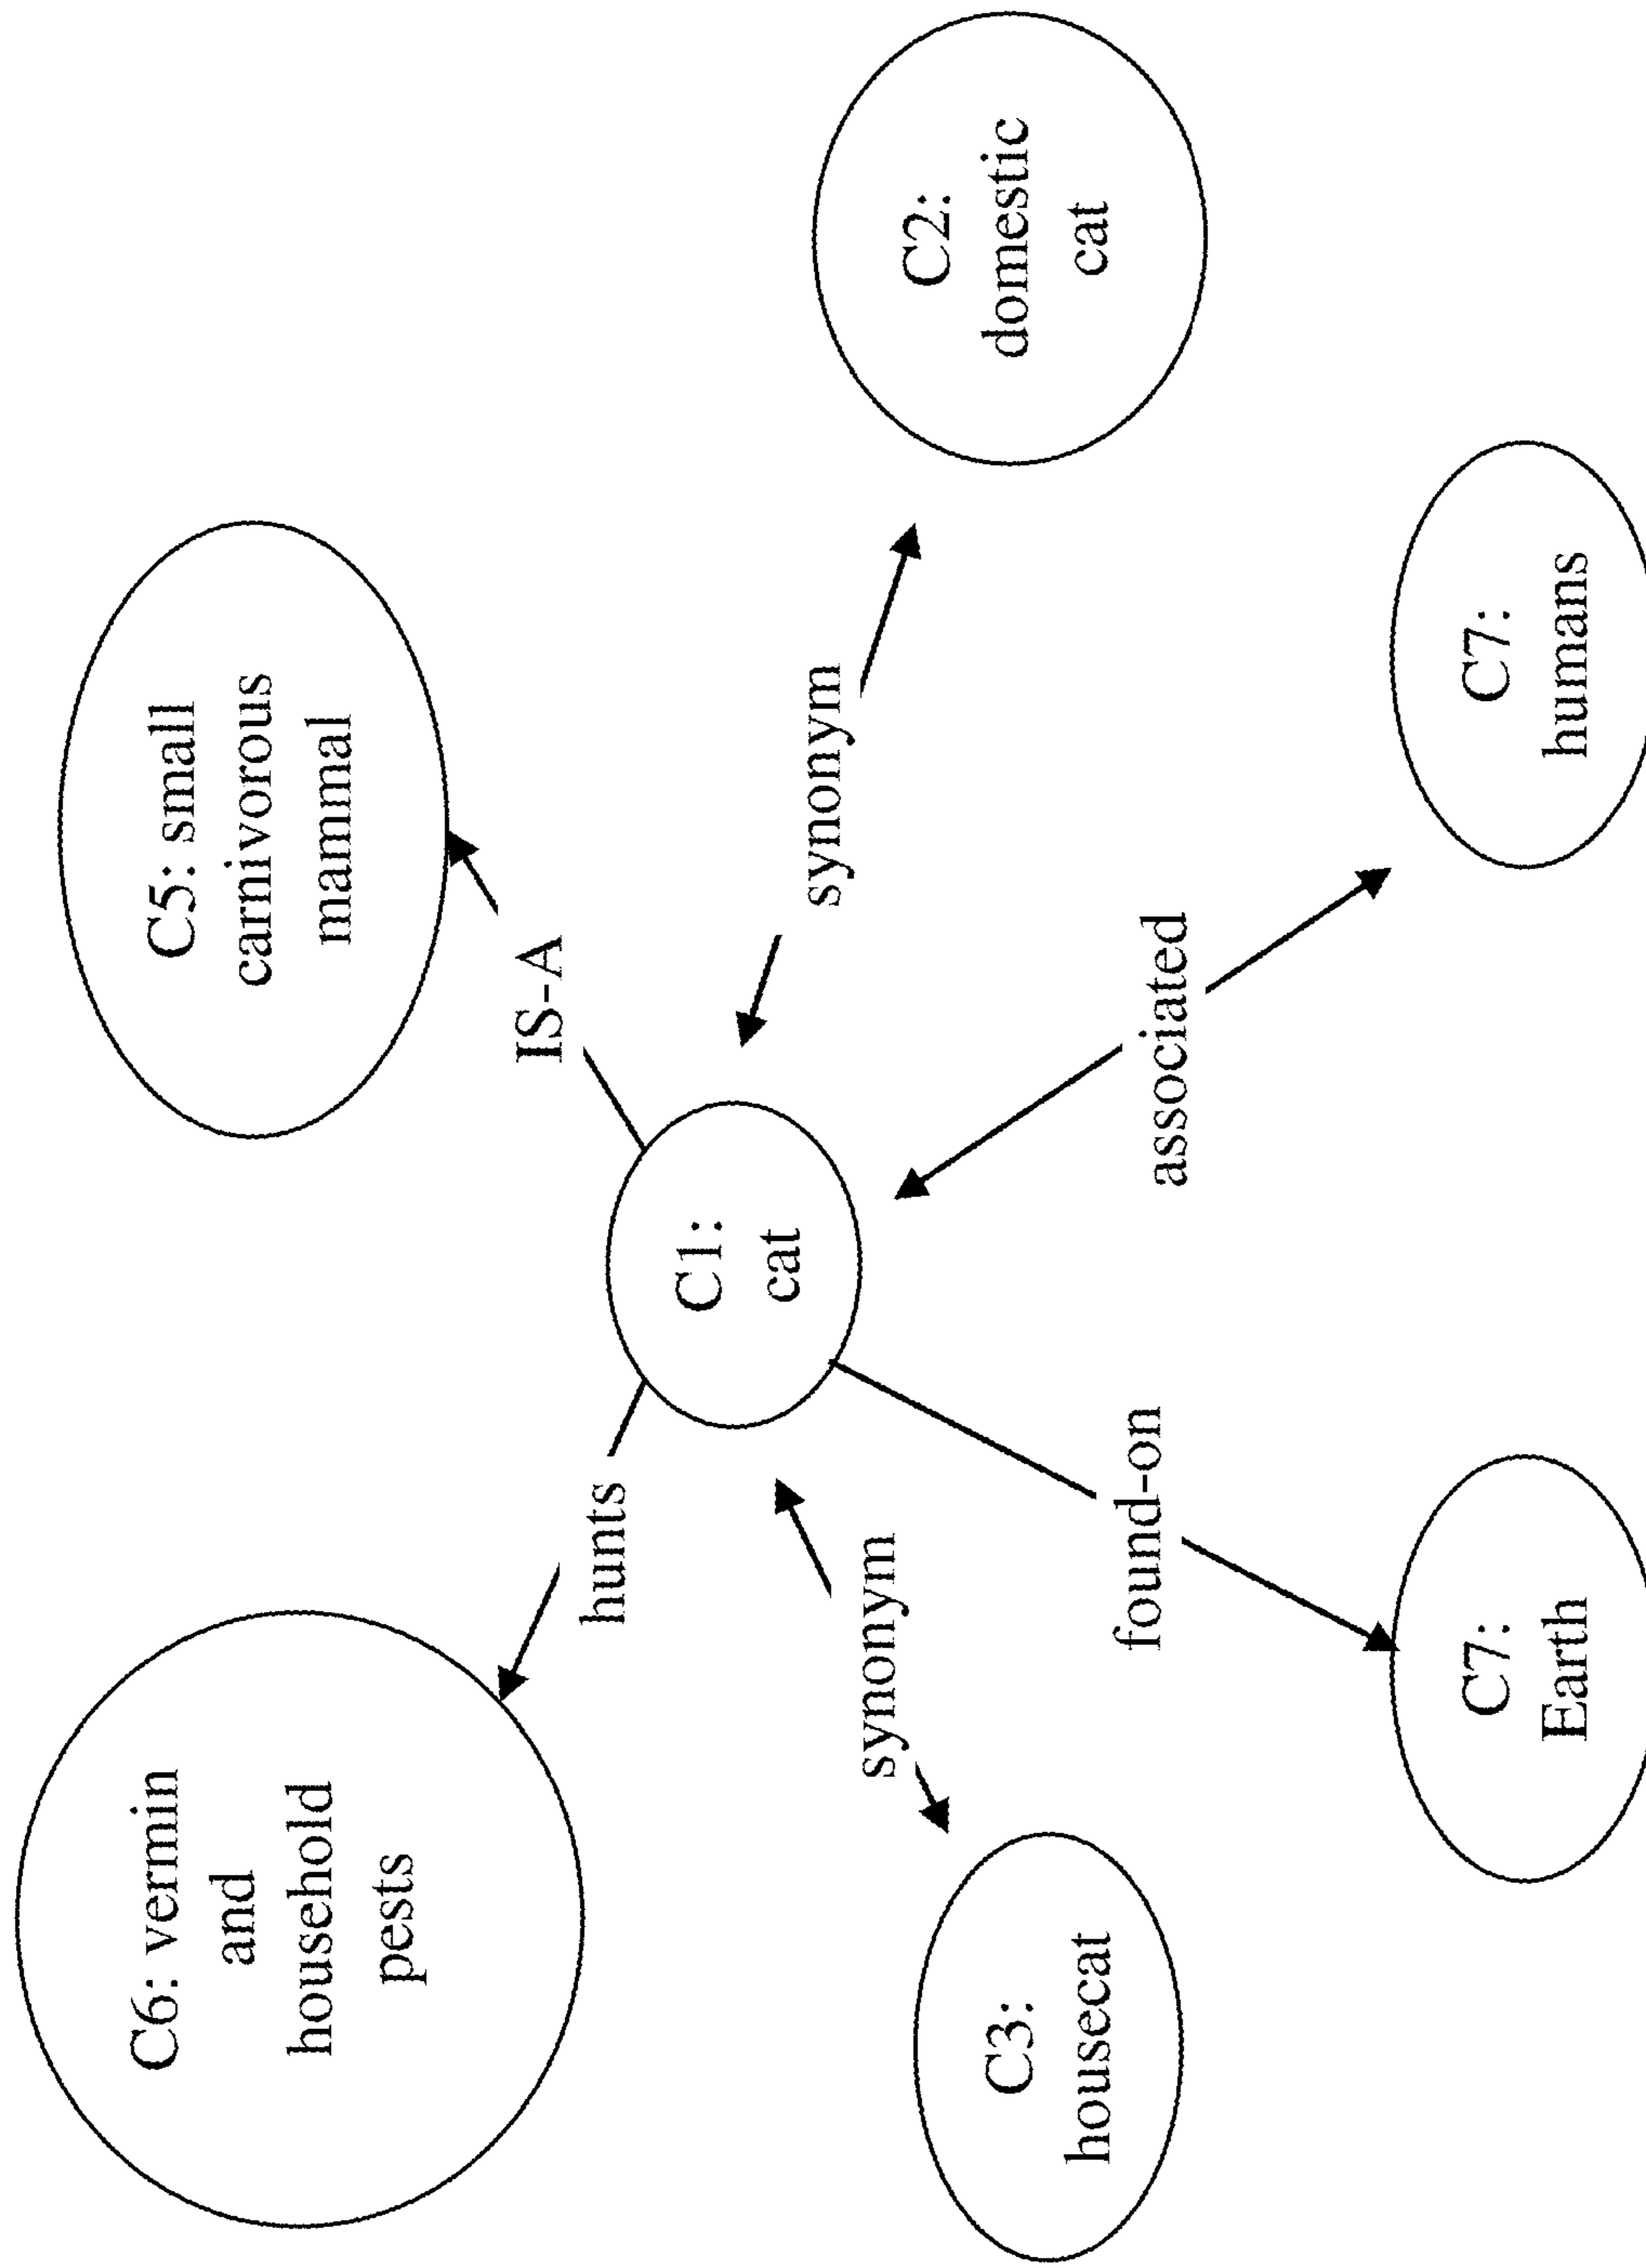 C6: vermin
and
household
pests
C5: small
carnivorous
mammal
hunts
IS-A
C1:
cat
synonym
synonym
C3:
housecat
C2:
domestic
cat
found-on
associated
C7:
Earth
C7:
humans